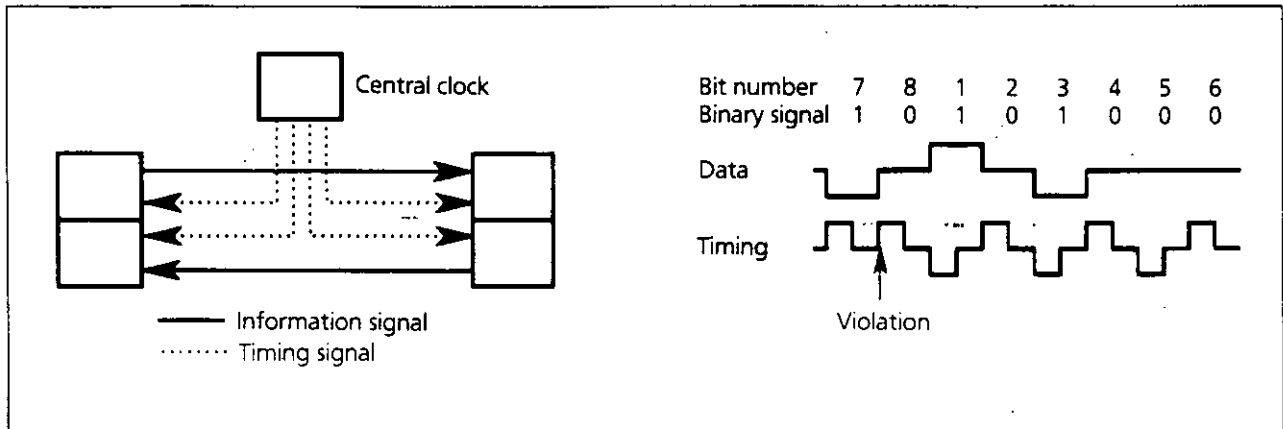 Central clock
Information signal
Timing signal
Bit number 7 8 1 2 3 4 5 6
Binary signal 1 0 1 0 1 0 0 0
Data
Timing
Violation